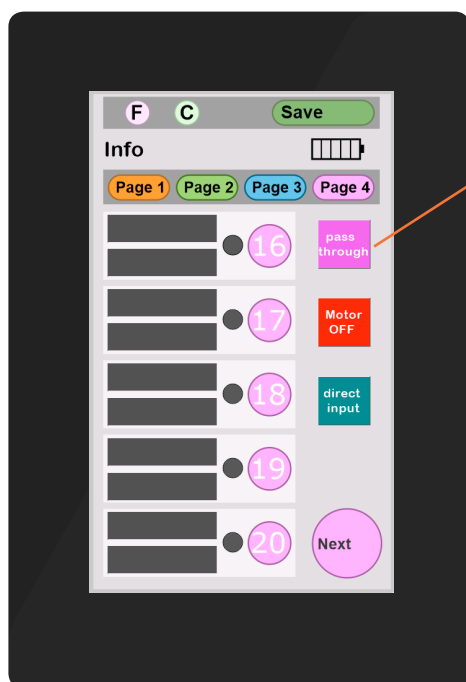 F C Save
Info
Page 1 Page 2 Page 3 Page 4
16
pass
through
17
Motor
OFF
18
direct
input
19
20
Next